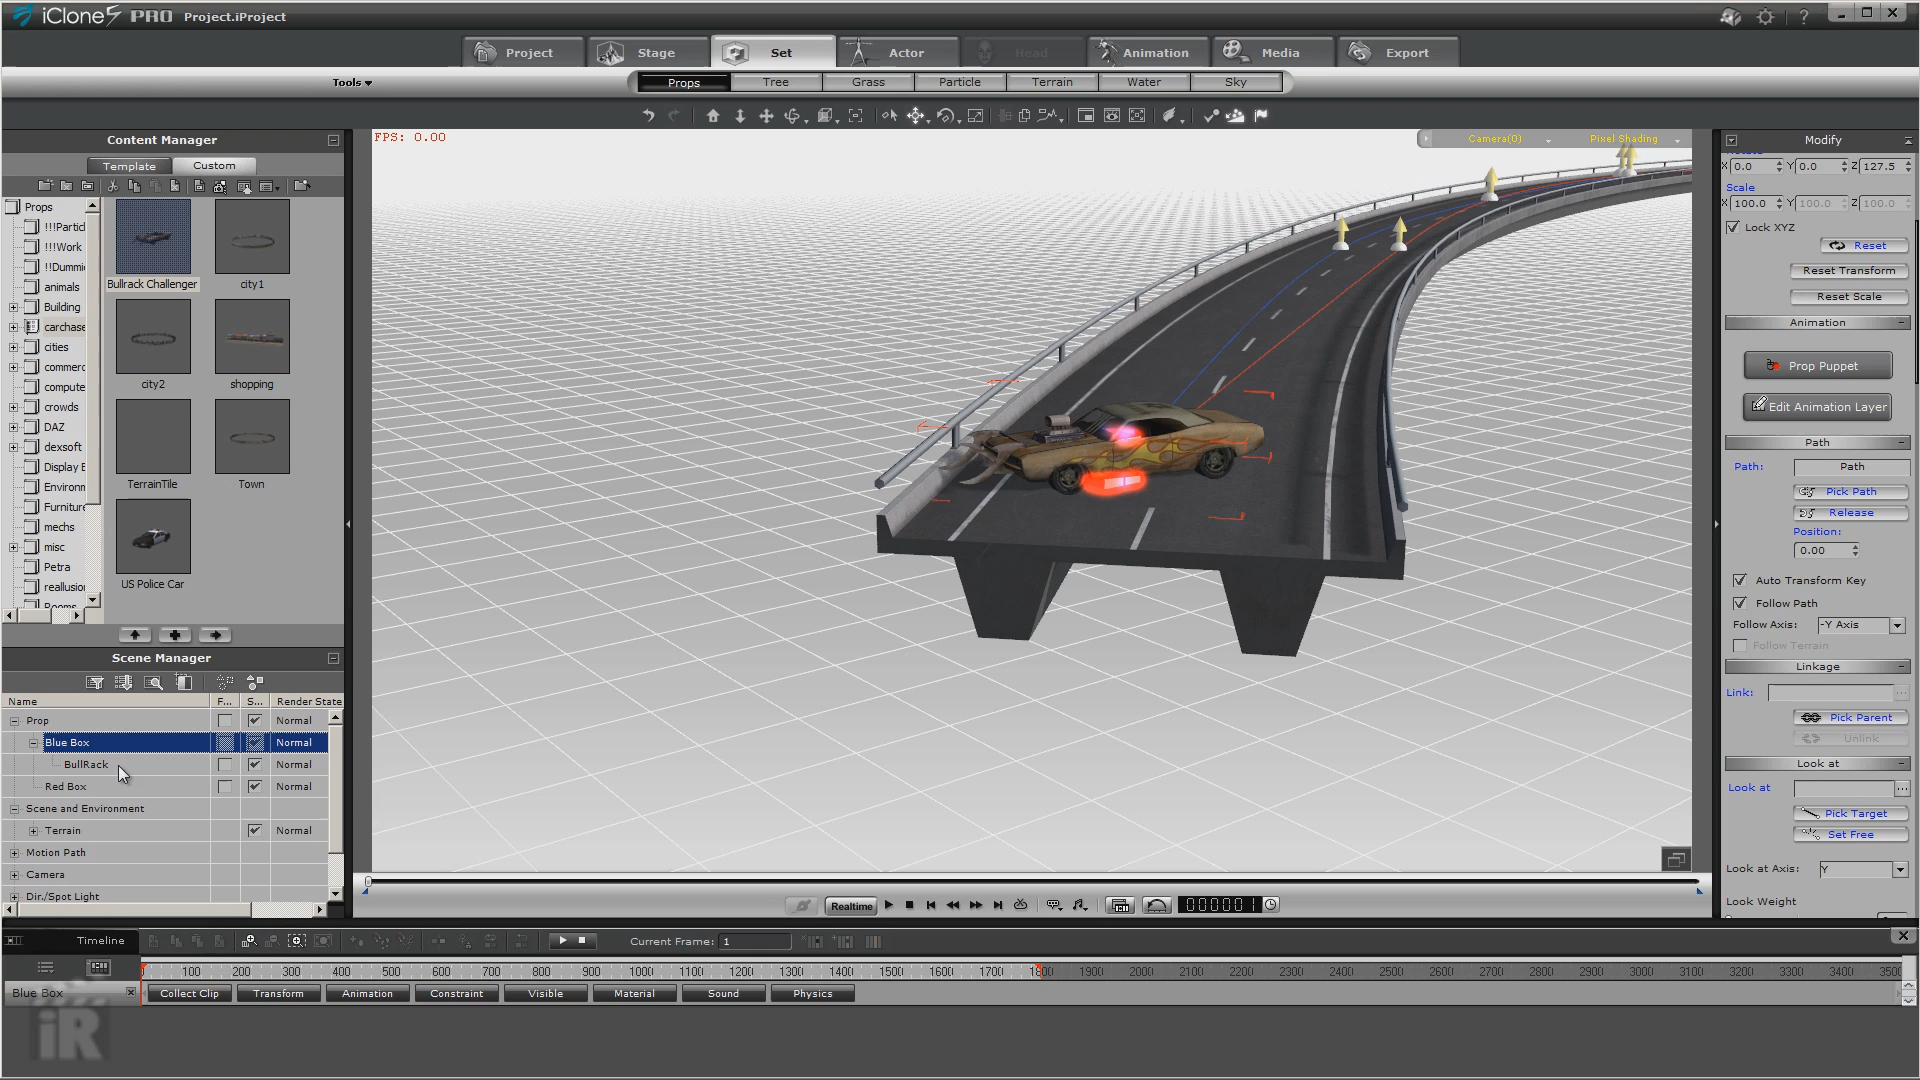 iClone5 PRO Project.iProject
Project Stage Set Actor Head Animation Media Export
Tools
Props Tree Grass Particle Terrain Water Sky
Content Manager
Template Custom
Props
!!!Particl
!!!Work
!!Dummi
animals
Building
carchase
cities
commerc
compute
crowds
DAZ
dexsoft
Display E
Environm
Furniture
mechs
misc
Petra
reallusion
Rooms
Bullrack Challenger
city1
city2
shopping
TerrainTile
Town
US Police Car
Scene Manager
Name F... S... Render State
Prop Normal
Blue Box Normal
BullRack Normal
Red Box Normal
Scene and Environment
Terrain Normal
Motion Path
Camera
Dir./Spot Light
FPS: 0.00
Camera(0) Pixel Shading
Modify
X 0.0 Y 0.0 Z 127.5
Scale
X 100.0 Y 100.0 Z 100.0
Lock XYZ
Reset
Reset Transform
Reset Scale
Animation
Prop Puppet
Edit Animation Layer
Path
Path: Path
Pick Path
Release
Position:
0.00
Auto Transform Key
Follow Path
Follow Axis: -Y Axis
Follow Terrain
Linkage
Link:
Pick Parent
Unlink
Look at
Look at
Pick Target
Set Free
Look at Axis: Y
Look Weight
Realtime 000001
Timeline Current Frame: 1
100 200 300 400 500 600 700 800 900 1000 1100 1200 1300 1400 1500 1600 1700 1800 1900 2000 2100 2200 2300 2400 2500 2600 2700 2800 2900 3000 3100 3200 3300 3400 3500
Blue Box Collect Clip Transform Animation Constraint Visible Material Sound Physics
iR